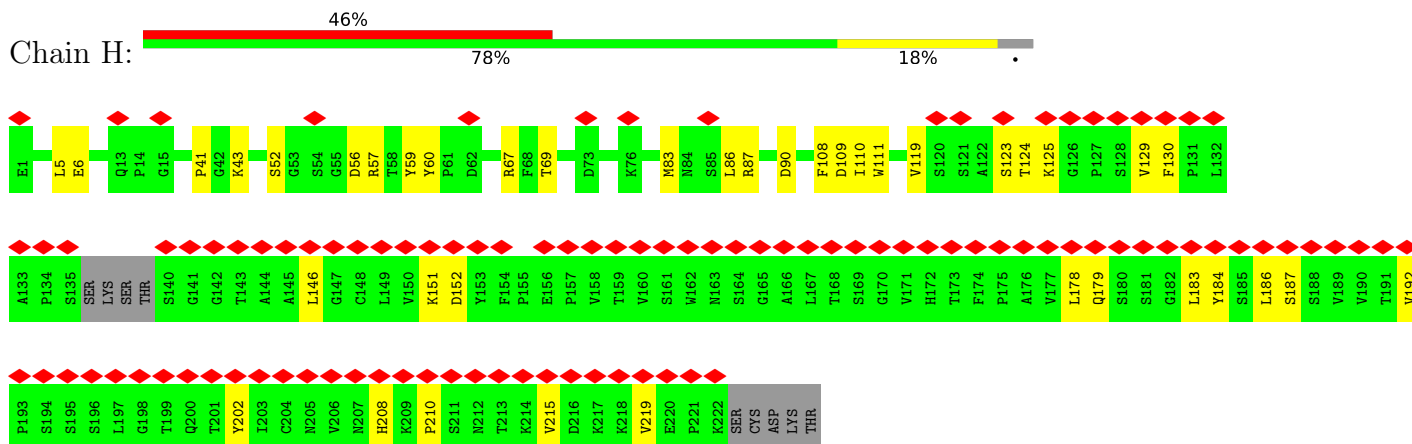 46%
Chain H:
78% 18% •
E1 L5 E6 Q13 P14 G15 P41 G42 K43 S52 G53 S54 G55 D56 R57 T58 Y59 Y60 P61 D62 R67 F68 T69 D73 K76 M83 N84 S85 L86 R87 D90 F108 D109 I110 W111 V119 S120 S121 A122 S123 T124 K125 G126 P127 S128 V129 F130 P131 L132
A133 P134 S135 SER LYS SER THR S140 G141 G142 T143 A144 A145 L146 G147 C148 L149 V150 K151 D152 Y153 F154 P155 E156 P157 V158 T159 V160 S161 W162 N163 S164 G165 A166 L167 T168 S169 G170 V171 H172 T173 F174 P175 A176 V177 L178 Q179 S180 S181 G182 L183 Y184 S185 L186 S187 S188 V189 V190 T191 V192
P193 S194 S195 S196 L197 G198 T199 Q200 T201 Y202 I203 C204 N205 V206 N207 H208 K209 P210 S211 N212 T213 K214 V215 D216 K217 K218 V219 E220 P221 K222 SER CYS ASP LYS THR